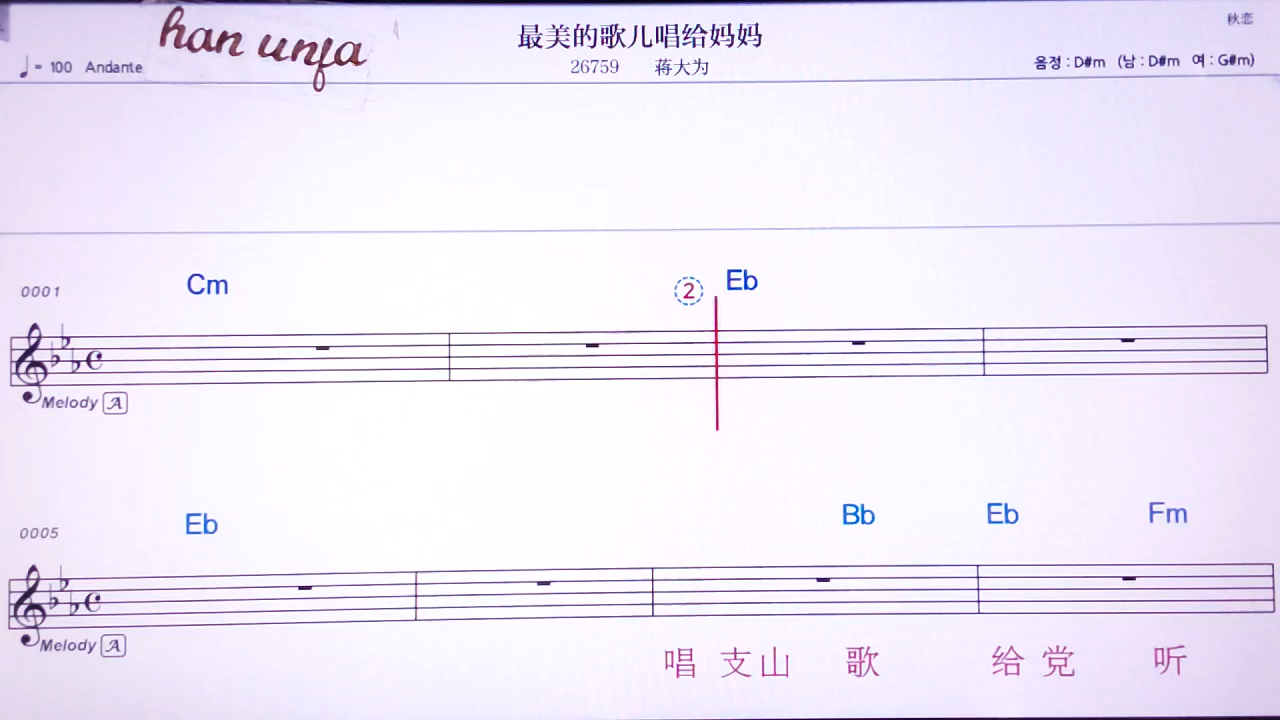 han unfa
最美的歌儿唱给妈妈
秋恋
♩= 100 Andante
26759 蒋大为
음정 : D#m (남 : D#m 여 : G#m)
0001 Cm ② Eb
Melody A
0005 Eb Bb Eb Fm
Melody A
唱 支山 歌 给 党 听